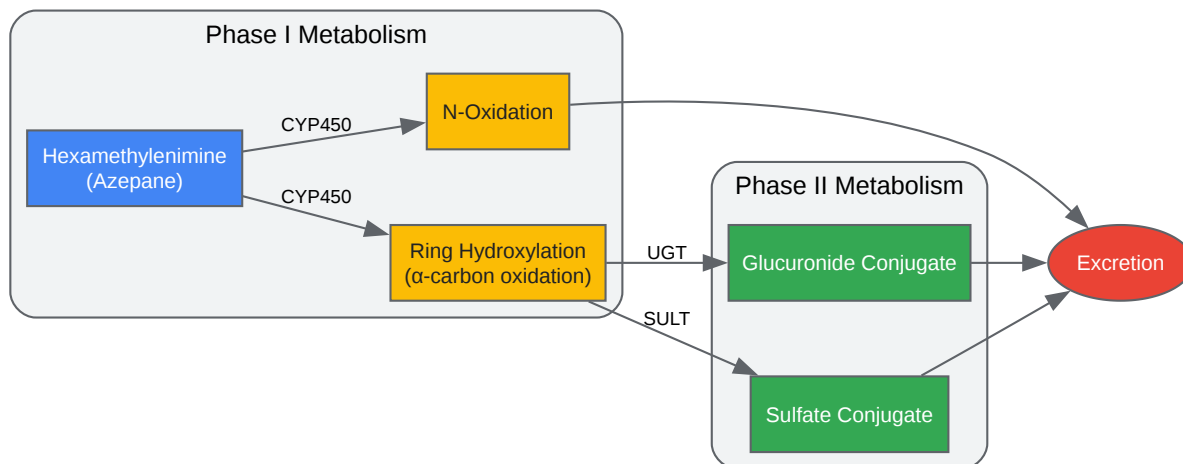 Phase I Metabolism
N-Oxidation
CYP450
Hexamethylenimine
(Azepane)
CYP450
Ring Hydroxylation
(α-carbon oxidation)
UGT
SULT
Phase II Metabolism
Glucuronide Conjugate
Excretion
Sulfate Conjugate